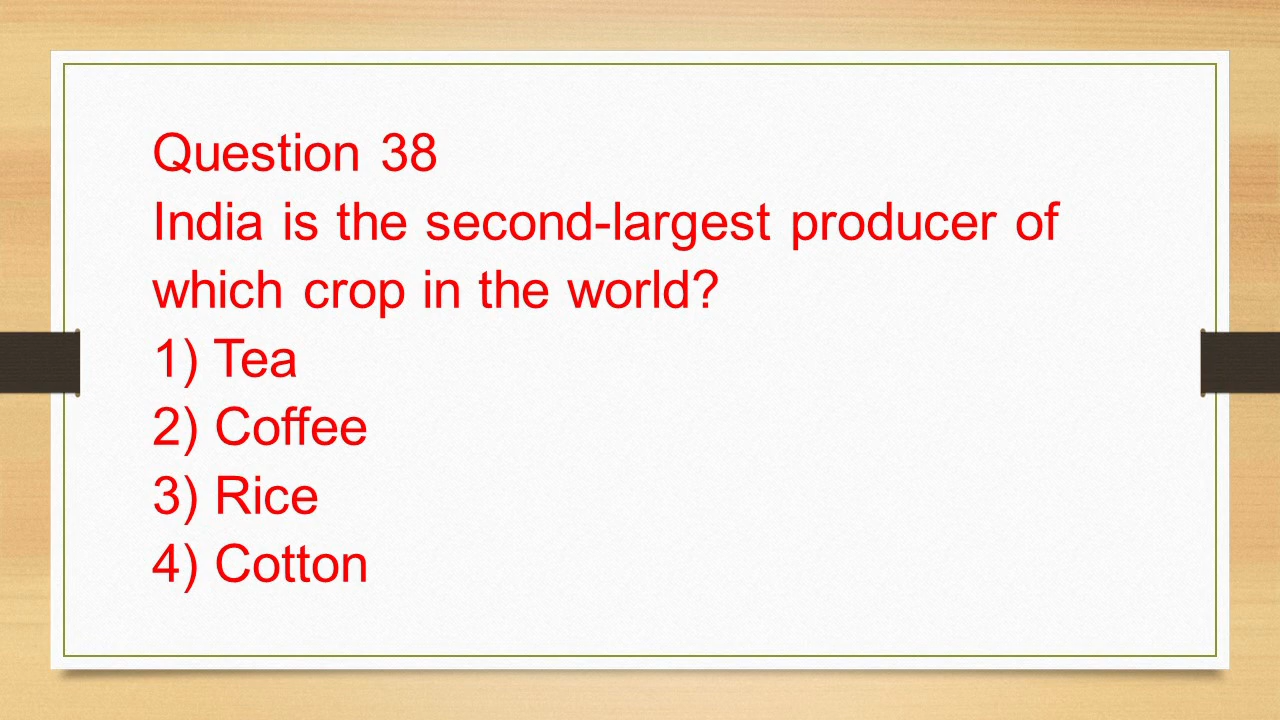 Question 38
India is the second-largest producer of
which crop in the world?
1) Tea
2) Coffee
3) Rice
4) Cotton